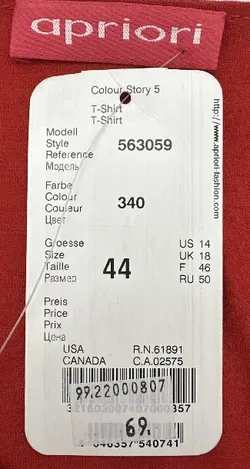 apriori
Colour Story 5
T-Shirt
T-Shirt
Modell
Style
Reference
Модель
563059
http://www.apriori-fashion.com
Farbe
Colour
Couleur
Цвет
340
Groesse
Size
Taille
Размер
44
US 14
UK 18
F 46
RU 50
Preis
Price
Prix
Цена
USA R.N.61891
CANADA C.A.02575
99.22000807
69.
046357 540741